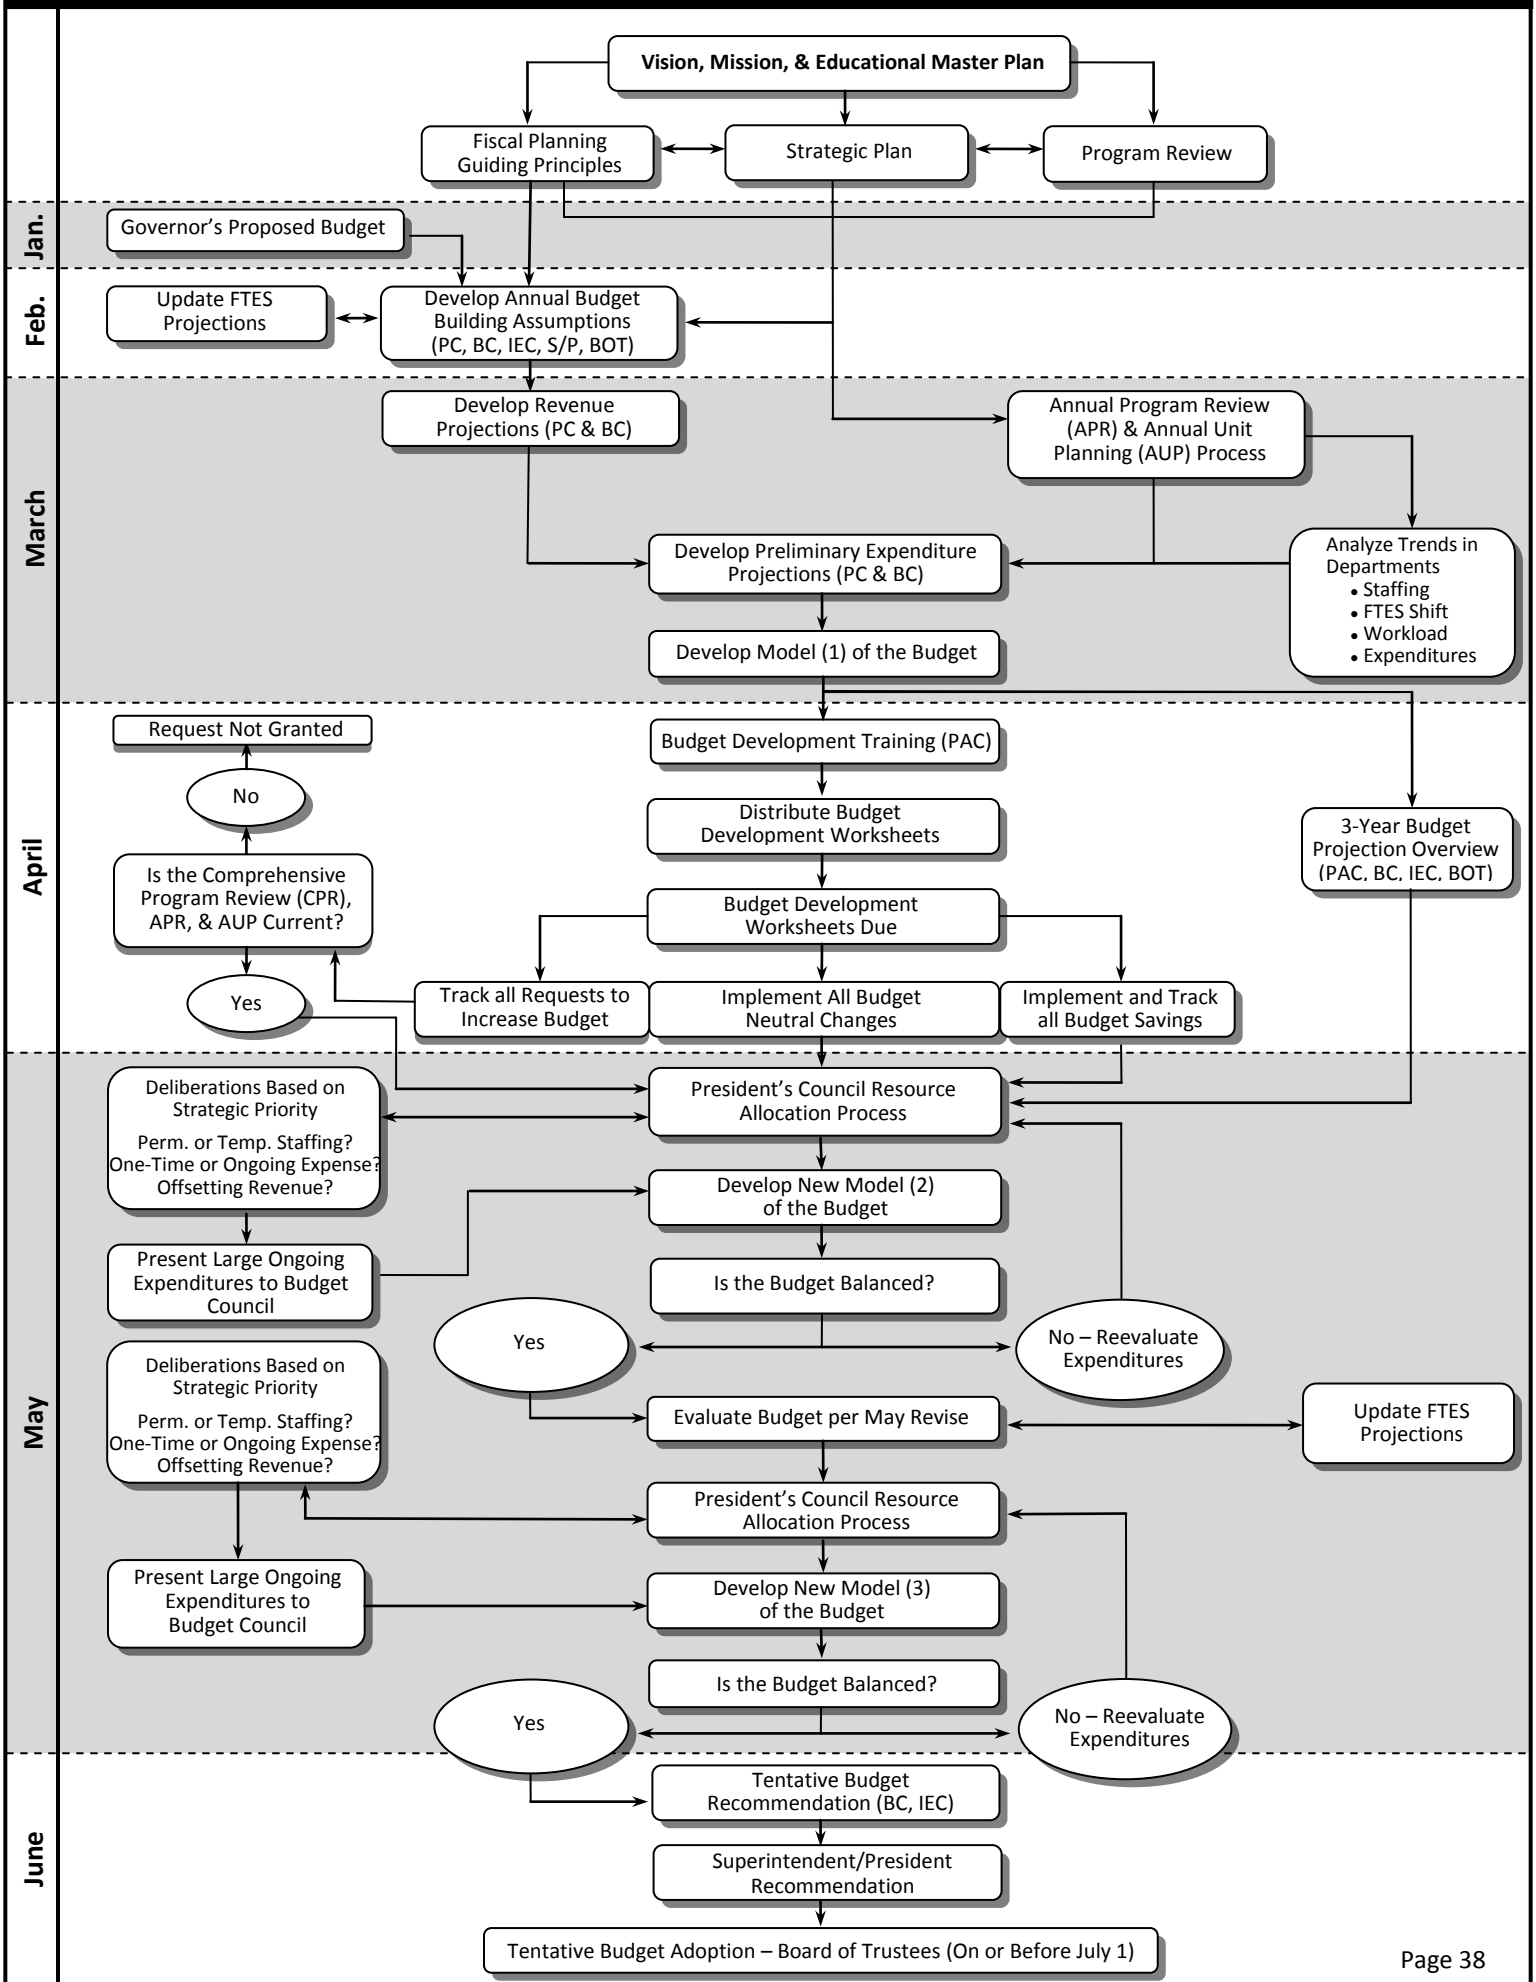 Vision, Mission, & Educational Master Plan
Fiscal Planning
Guiding Principles
Strategic Plan
Program Review
Jan.
Governor's Proposed Budget
Feb.
Update FTES
Projections
Develop Annual Budget
Building Assumptions
(PC, BC, IEC, S/P, BOT)
March
Develop Revenue
Projections (PC & BC)
Annual Program Review
(APR) & Annual Unit
Planning (AUP) Process
Develop Preliminary Expenditure
Projections (PC & BC)
Analyze Trends in
Departments
• Staffing
• FTES Shift
• Workload
• Expenditures
Develop Model (1) of the Budget
April
Request Not Granted
No
Is the Comprehensive
Program Review (CPR),
APR, & AUP Current?
Yes
Budget Development Training (PAC)
Distribute Budget
Development Worksheets
3-Year Budget
Projection Overview
(PAC, BC, IEC, BOT)
Budget Development
Worksheets Due
Track all Requests to
Increase Budget
Implement All Budget
Neutral Changes
Implement and Track
all Budget Savings
May
Deliberations Based on
Strategic Priority
Perm. or Temp. Staffing?
One-Time or Ongoing Expense?
Offsetting Revenue?
President's Council Resource
Allocation Process
Develop New Model (2)
of the Budget
Present Large Ongoing
Expenditures to Budget
Council
Is the Budget Balanced?
Yes
No – Reevaluate
Expenditures
Deliberations Based on
Strategic Priority
Perm. or Temp. Staffing?
One-Time or Ongoing Expense?
Offsetting Revenue?
Evaluate Budget per May Revise
Update FTES
Projections
President's Council Resource
Allocation Process
Present Large Ongoing
Expenditures to
Budget Council
Develop New Model (3)
of the Budget
Is the Budget Balanced?
Yes
No – Reevaluate
Expenditures
June
Tentative Budget
Recommendation (BC, IEC)
Superintendent/President
Recommendation
Tentative Budget Adoption – Board of Trustees (On or Before July 1)
Page 38